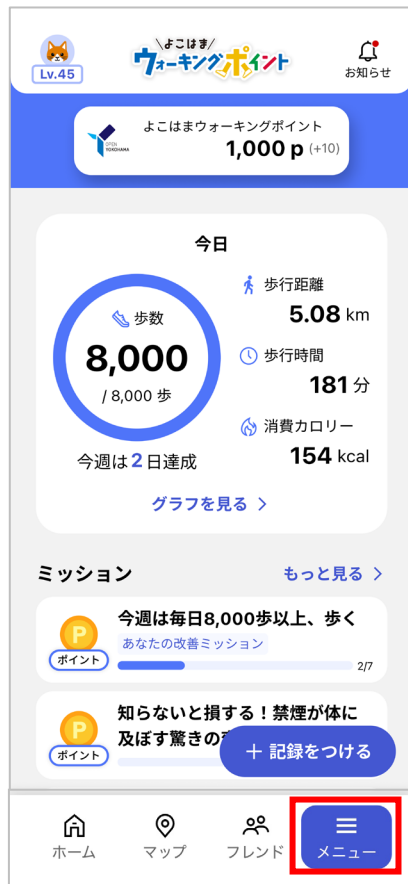 Lv.45
よこはま
ウォーキングポイント
お知らせ
OPEN
YOKOHAMA
よこはまウォーキングポイント
1,000 p (+10)
今日
歩数
8,000
/ 8,000 歩
今週は2日達成
歩行距離
5.08 km
歩行時間
181 分
消費カロリー
154 kcal
グラフを見る
ミッション
もっと見る
P
ポイント
今週は毎日8,000歩以上、歩く
あなたの改善ミッション
2/7
P
ポイント
知らないと損する！禁煙が体に
及ぼす驚きの
＋ 記録をつける
ホーム
マップ
フレンド
メニュー